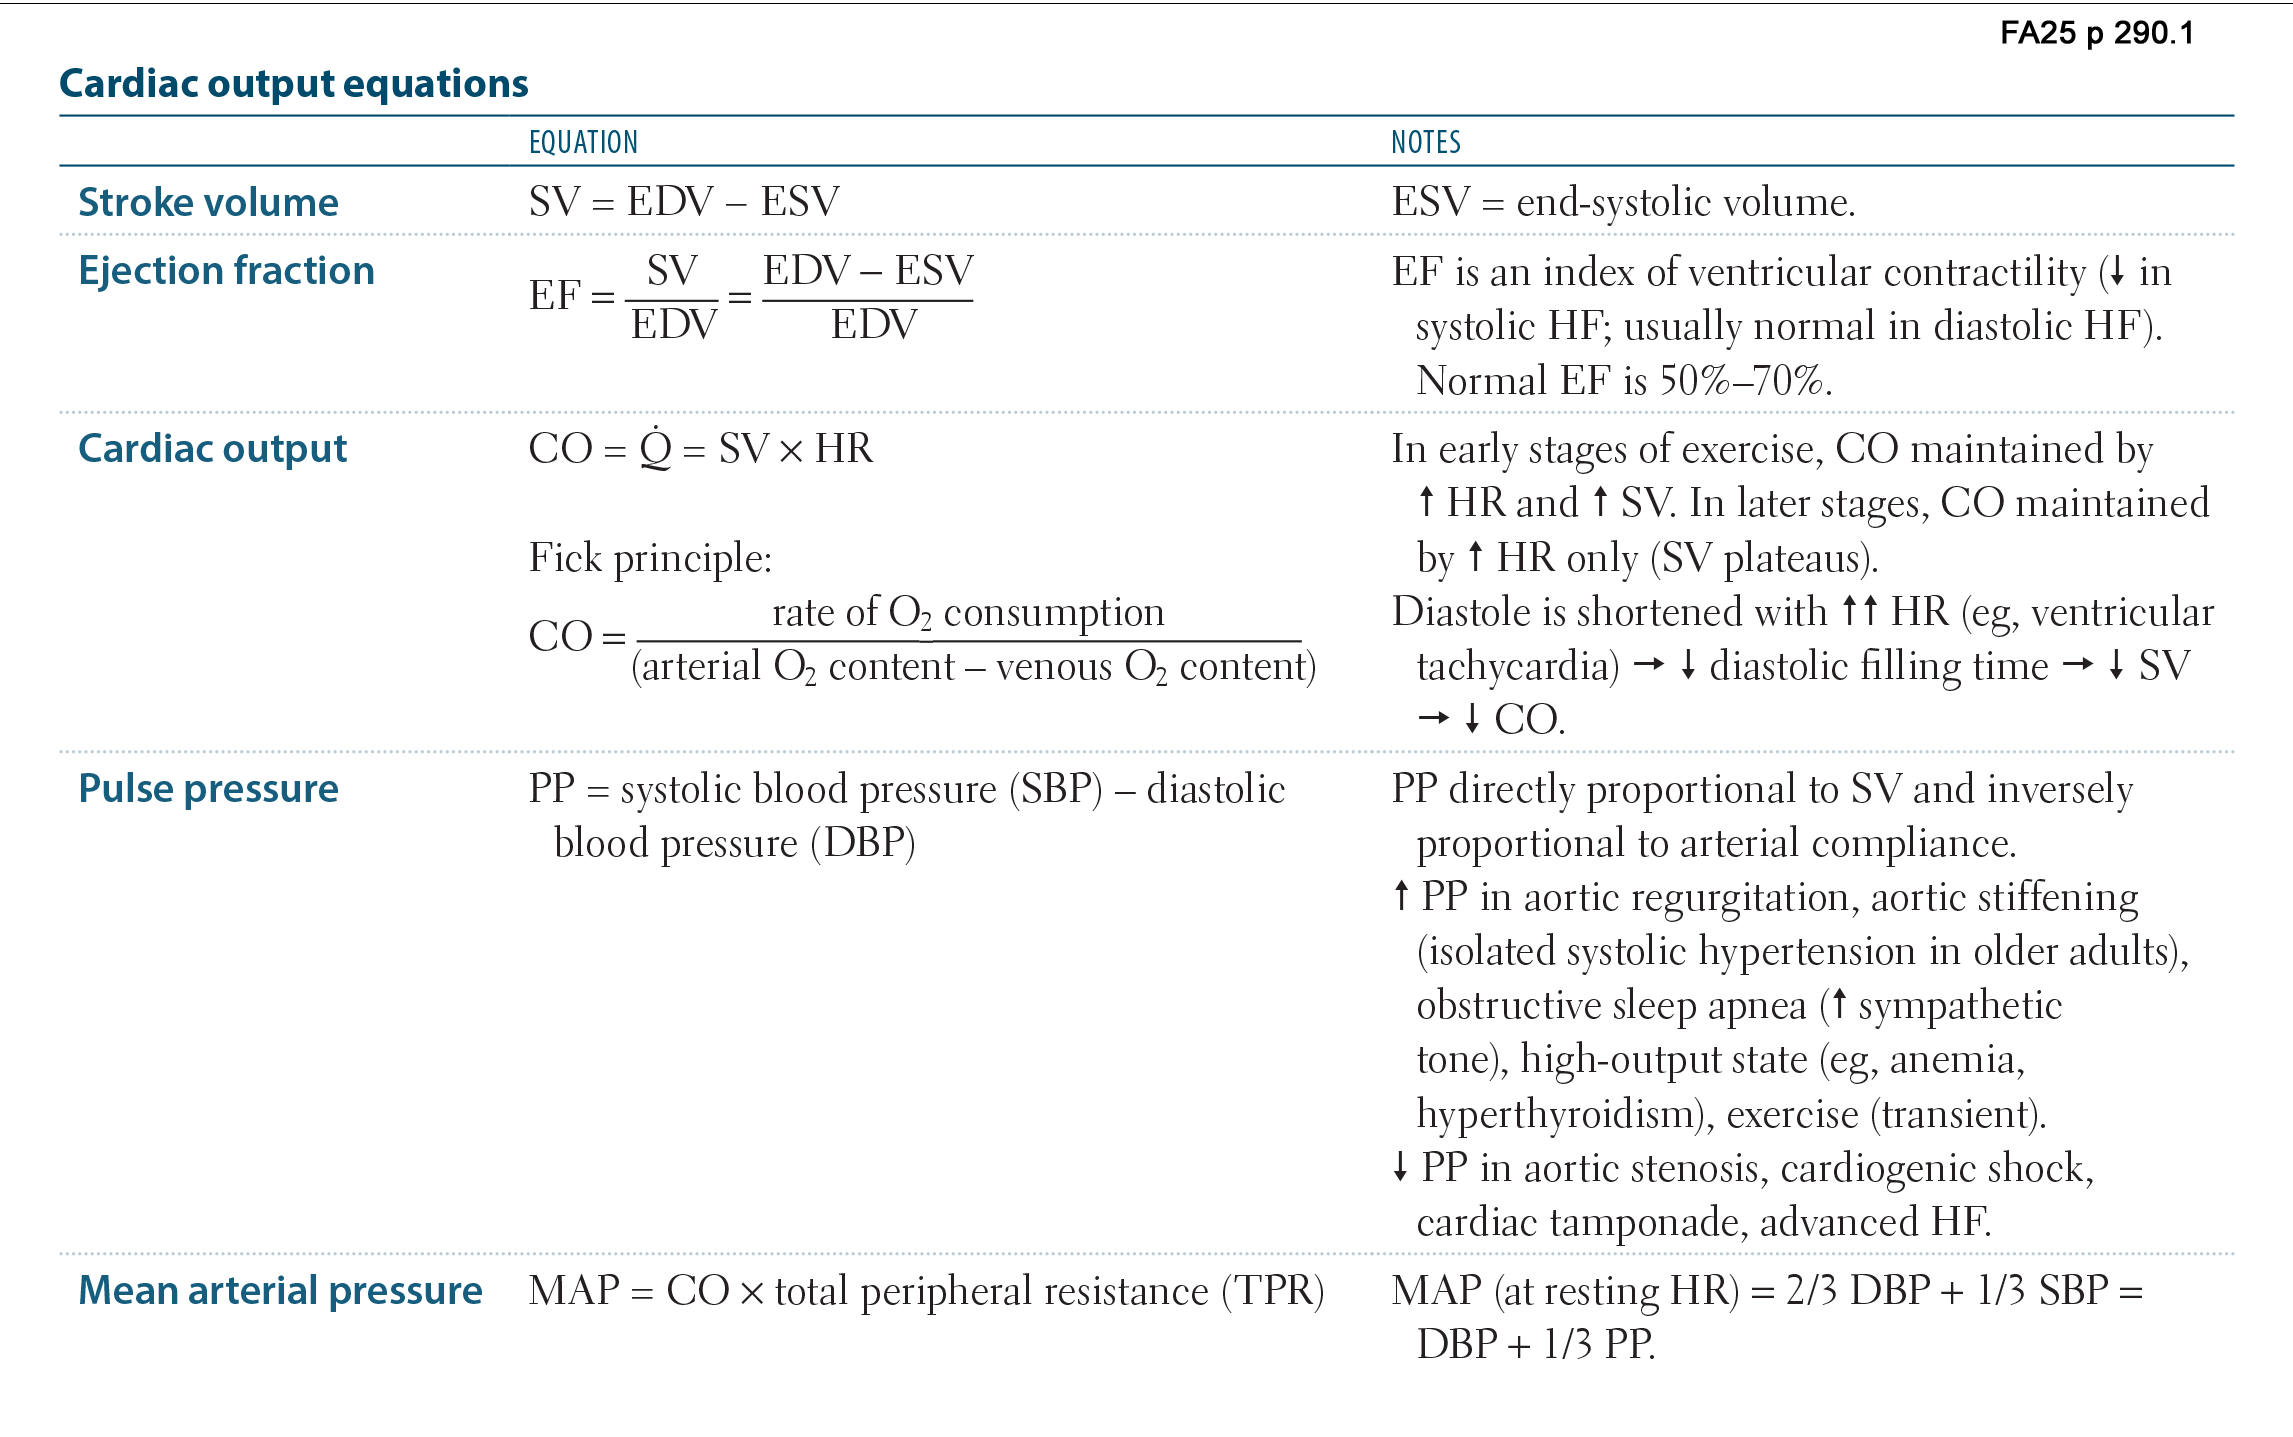 FA25 p 290.1
Cardiac output equations
EQUATION NOTES
Stroke volume SV = EDV – ESV ESV = end-systolic volume.
Ejection fraction EF = SV/EDV = EDV – ESV/EDV EF is an index of ventricular contractility (↓ in
systolic HF; usually normal in diastolic HF).
Normal EF is 50%–70%.
Cardiac output CO = Q̇ = SV × HR In early stages of exercise, CO maintained by
↑ HR and ↑ SV. In later stages, CO maintained
Fick principle: by ↑ HR only (SV plateaus).
CO = rate of O₂ consumption/(arterial O₂ content – venous O₂ content) Diastole is shortened with ↑↑ HR (eg, ventricular
tachycardia) → ↓ diastolic filling time → ↓ SV
→ ↓ CO.
Pulse pressure PP = systolic blood pressure (SBP) – diastolic PP directly proportional to SV and inversely
blood pressure (DBP) proportional to arterial compliance.
↑ PP in aortic regurgitation, aortic stiffening
(isolated systolic hypertension in older adults),
obstructive sleep apnea (↑ sympathetic
tone), high-output state (eg, anemia,
hyperthyroidism), exercise (transient).
↓ PP in aortic stenosis, cardiogenic shock,
cardiac tamponade, advanced HF.
Mean arterial pressure MAP = CO × total peripheral resistance (TPR) MAP (at resting HR) = 2/3 DBP + 1/3 SBP =
DBP + 1/3 PP.